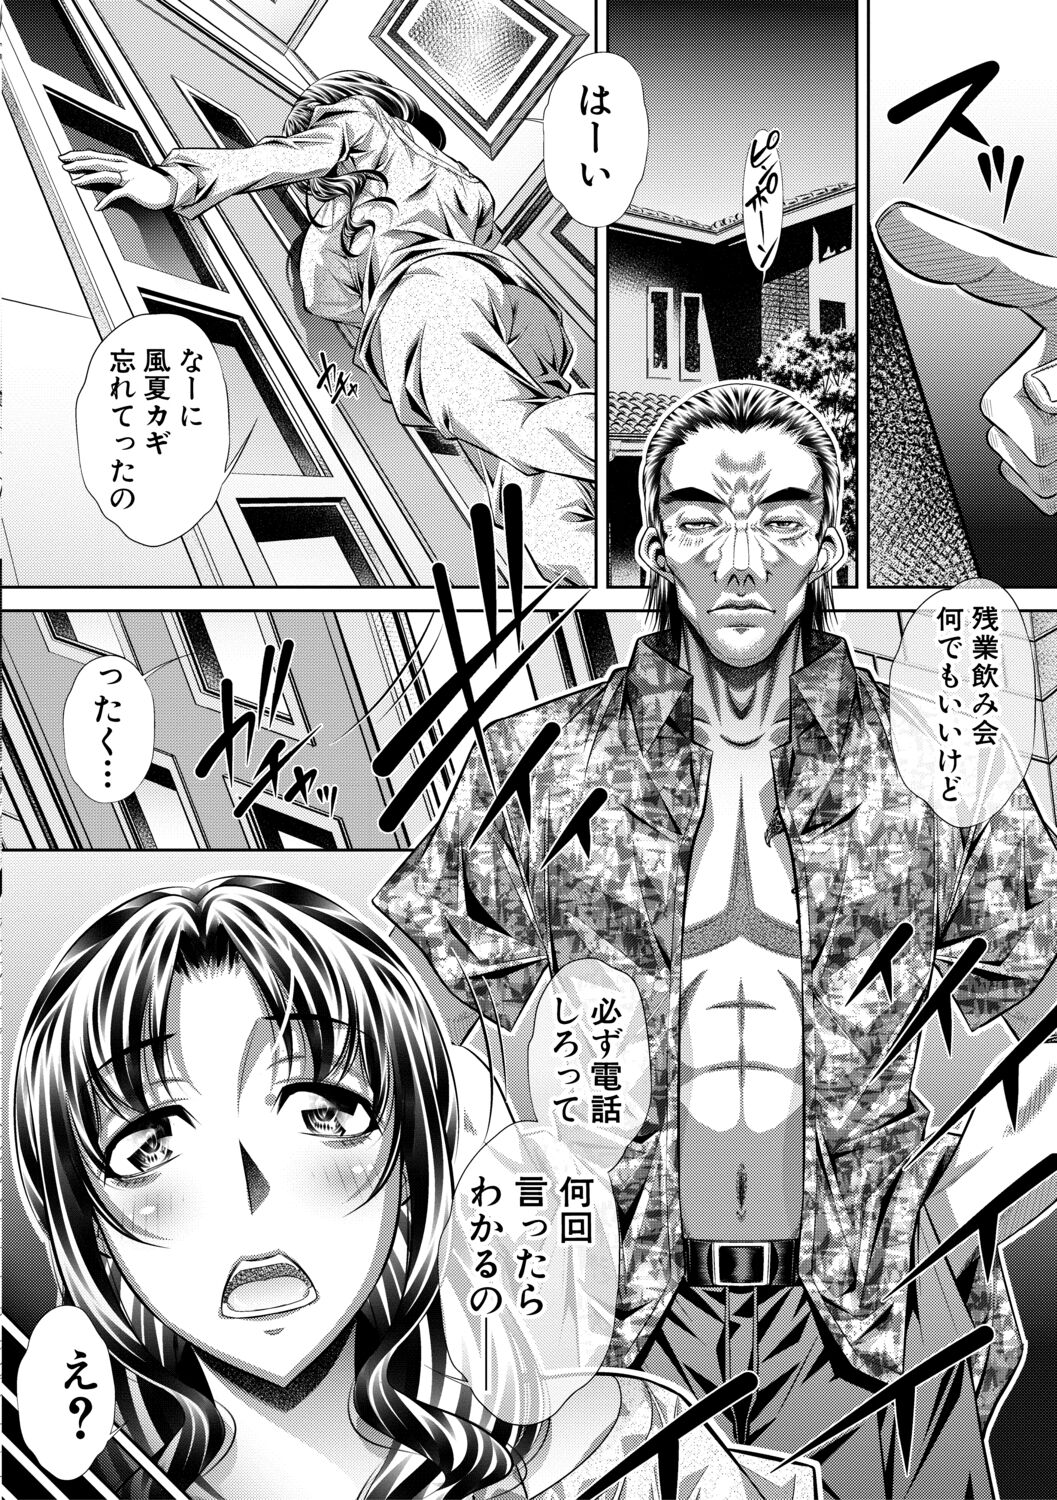 スッ
ピンポーン
はーい
ガチャ
なーに
風夏カギ
忘れてったの
残業飲み会
何でもいいけど
必ず電話
しろって
ガチャッ
ったく…
何回
言ったら
わかるの──
え？